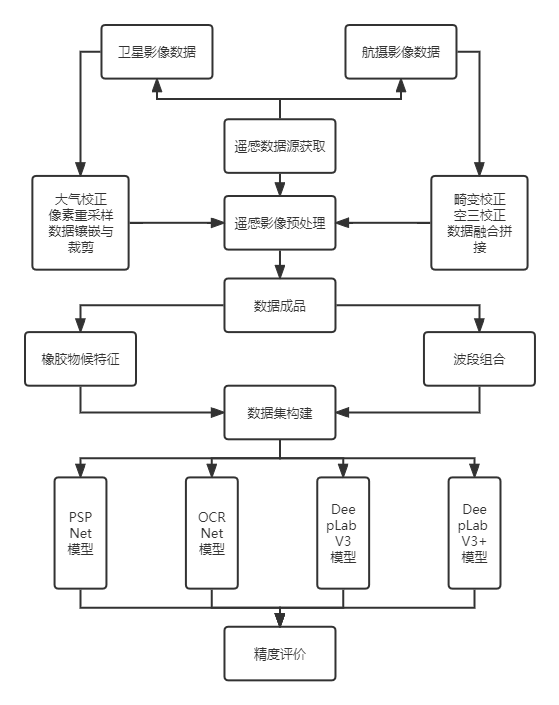 卫星影像数据
航摄影像数据
遥感数据源获取
大气校正
像素重采样
数据镶嵌与
裁剪
遥感影像预处理
畸变校正
空三校正
数据融合拼
接
数据成品
橡胶物候特征
波段组合
数据集构建
PSP
Net
模型
OCR
Net
模型
Dee
pLab
V3
模型
Dee
pLab
V3+
模型
精度评价